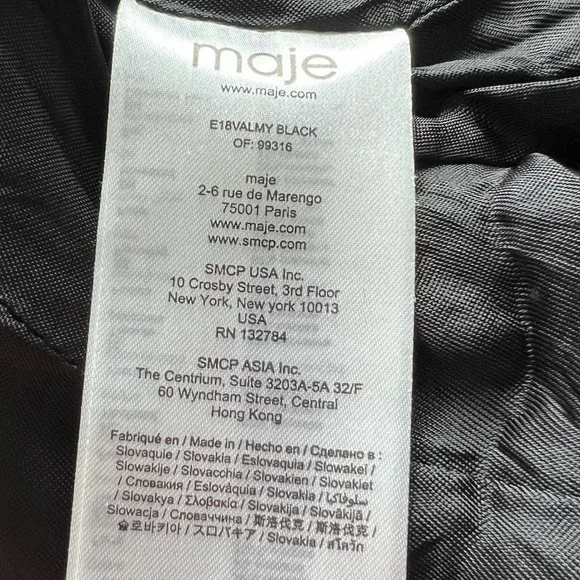 maje
www.maje.com
E18VALMY BLACK
OF: 99316
maje
2-6 rue de Marengo
75001 Paris
www.maje.com
www.smcp.com
SMCP USA Inc.
10 Crosby Street, 3rd Floor
New York, New york 10013
USA
RN 132784
SMCP ASIA Inc.
The Centrium, Suite 3203A-5A 32/F
60 Wyndham Street, Central
Hong Kong
Fabriqué en / Made in / Hecho en / Сделано в :
Slovaquie / Slovakia / Eslovaquia / Slowakei /
Slowakije / Slovacchia / Slovakien / Slovakiet
/ Словакия / Eslováquia / Slovakia / سلوفاكيا
/ Slovakya / Σλοβακία / Slovakija / Slovākijā /
Słowacja / Словаччина / 斯洛伐克 / 斯洛伐克 /
슬로바키아 / スロバキア / Slovakia / สโลวัก